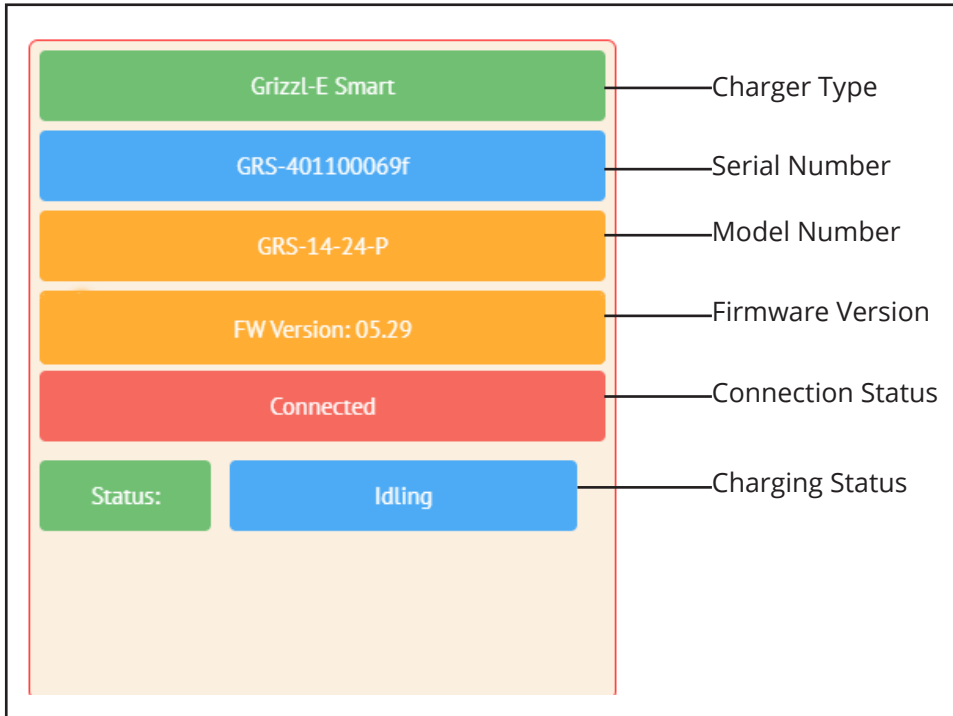 Grizzl-E Smart
Charger Type
GRS-401100069f
Serial Number
GRS-14-24-P
Model Number
FW Version: 05.29
Firmware Version
Connected
Connection Status
Status:
Idling
Charging Status